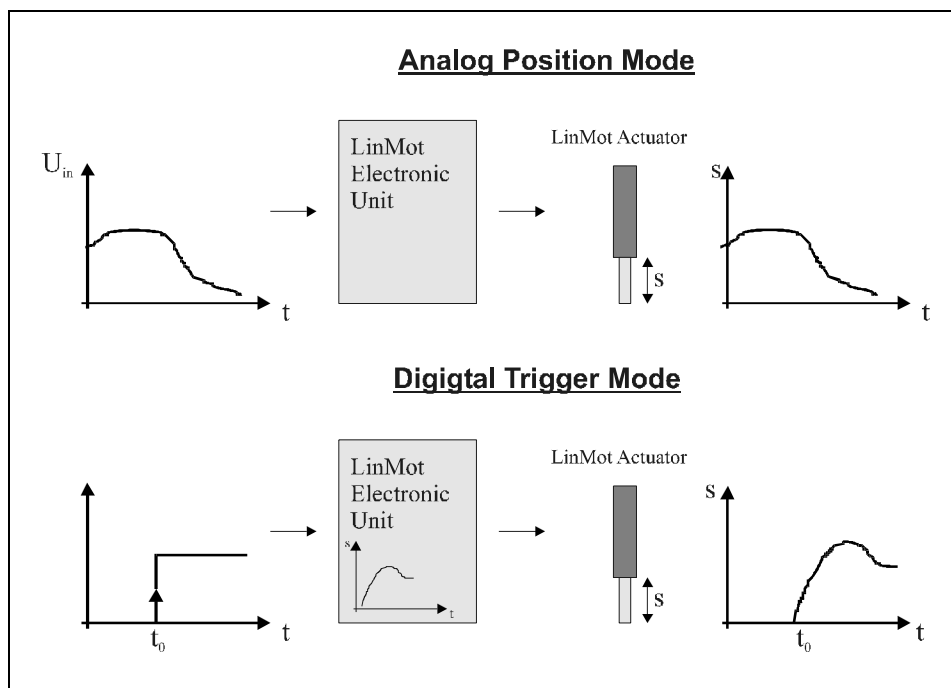 Analog Position Mode
U_in
t
LinMot
Electronic
Unit
LinMot Actuator
s
s
t
Digigtal Trigger Mode
t_0
t
LinMot
Electronic
Unit
s
t
LinMot Actuator
s
s
t_0
t